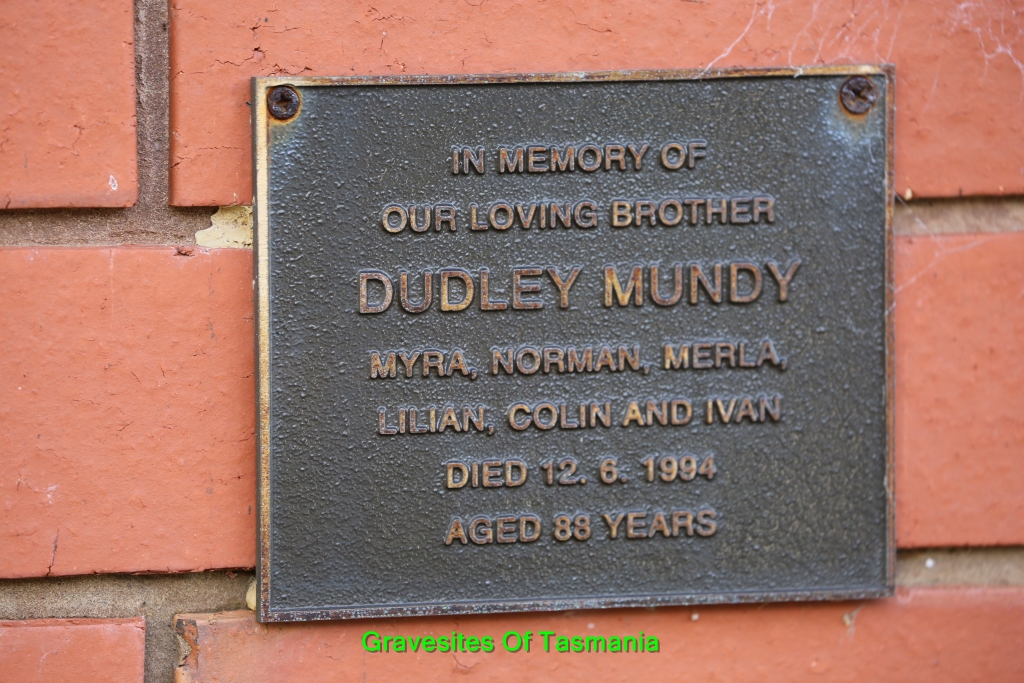 IN MEMORY OF
OUR LOVING BROTHER
DUDLEY MUNDY
MYRA, NORMAN, MERLA,
LILIAN, COLIN AND IVAN
DIED 12. 6. 1994
AGED 88 YEARS
Gravesites Of Tasmania